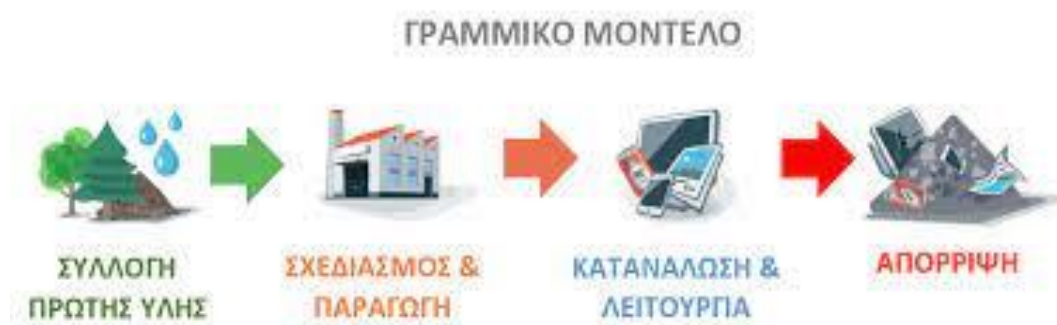 ΓΡΑΜΜΙΚΟ ΜΟΝΤΕΛΟ
ΣΥΛΛΟΓΗ
ΠΡΩΤΗΣ ΥΛΗΣ
ΣΧΕΔΙΑΣΜΟΣ &
ΠΑΡΑΓΩΓΗ
ΚΑΤΑΝΑΛΩΣΗ &
ΛΕΙΤΟΥΡΓΙΑ
ΑΠΟΡΡΙΨΗ